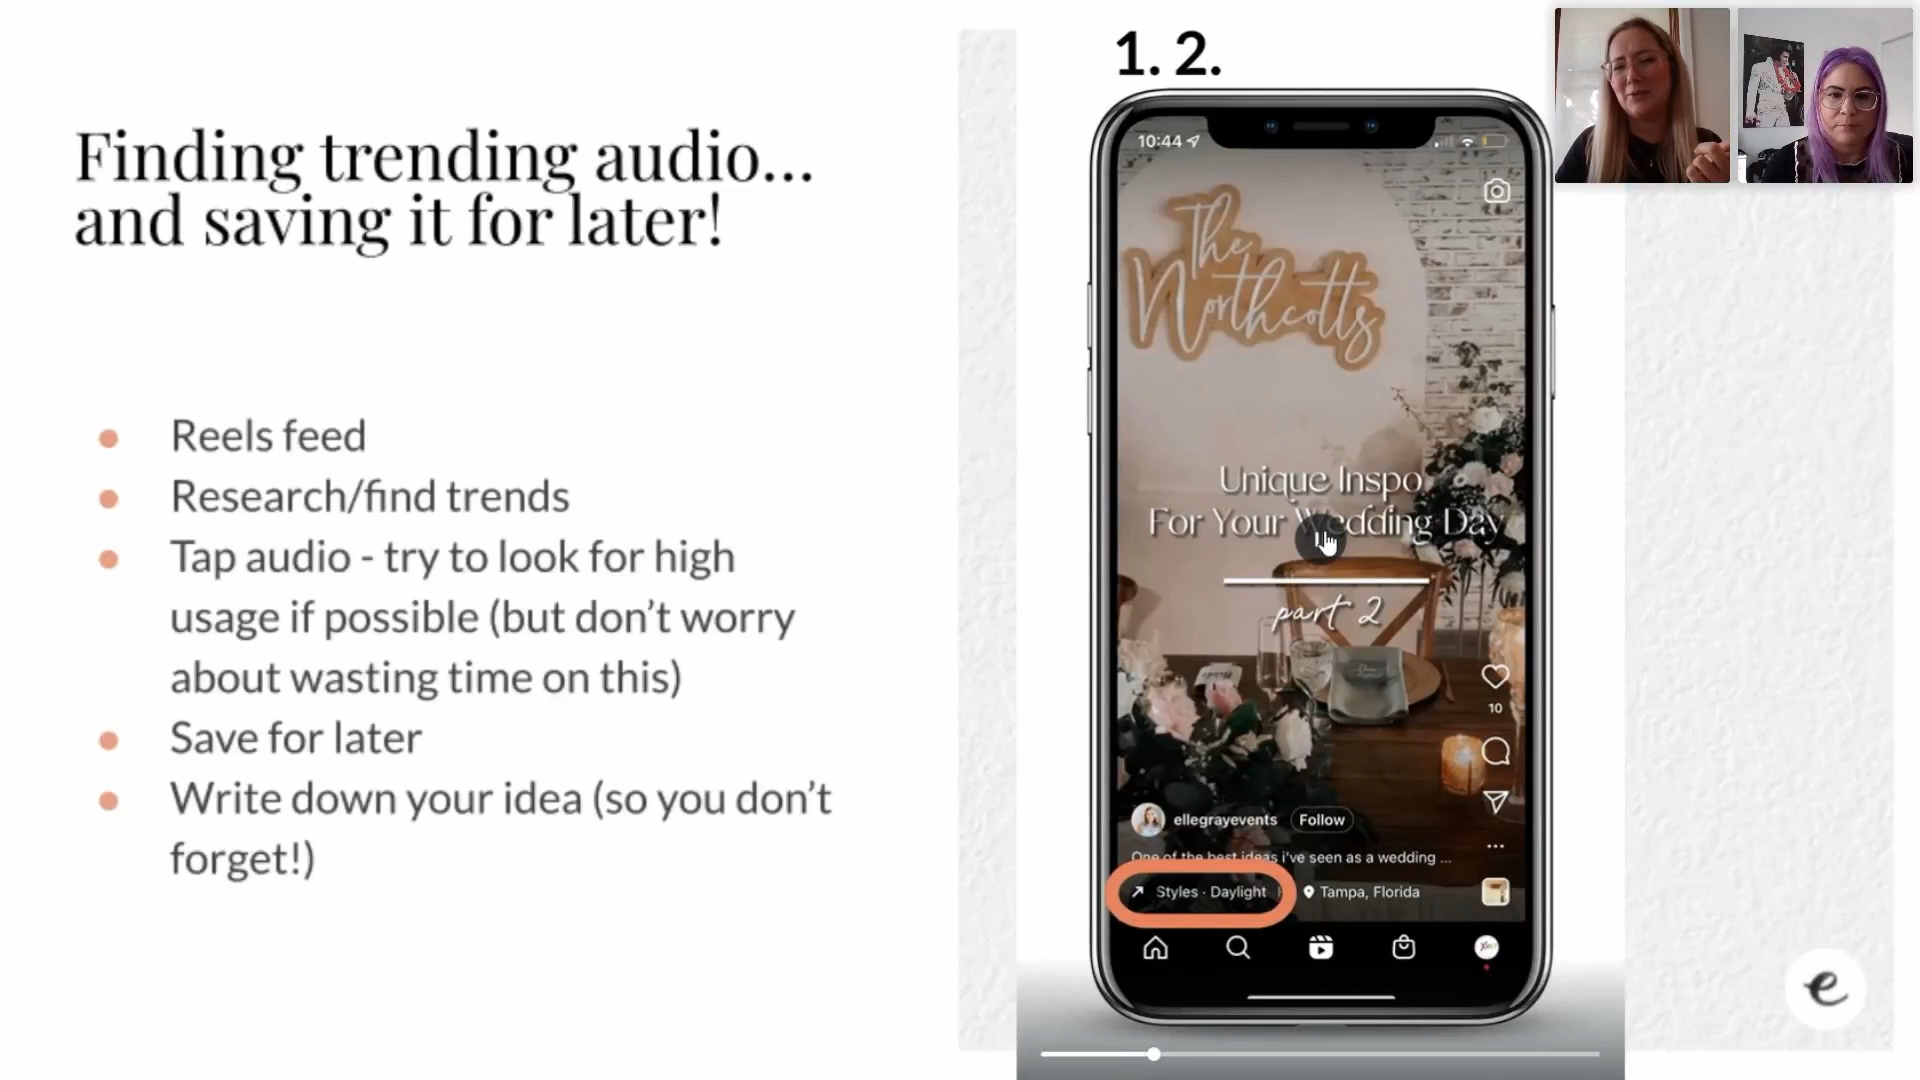 Finding trending audio...
and saving it for later!
Reels feed
Research/find trends
Tap audio - try to look for high
usage if possible (but don't worry
about wasting time on this)
Save for later
Write down your idea (so you don't
forget!)
1. 2.
10:44
The
Northcotts
Unique Inspo
For Your Wedding Day
part 2
10
ellegrayevents Follow
One of the best ideas i've seen as a wedding ...
Styles · Daylight Tampa, Florida
e